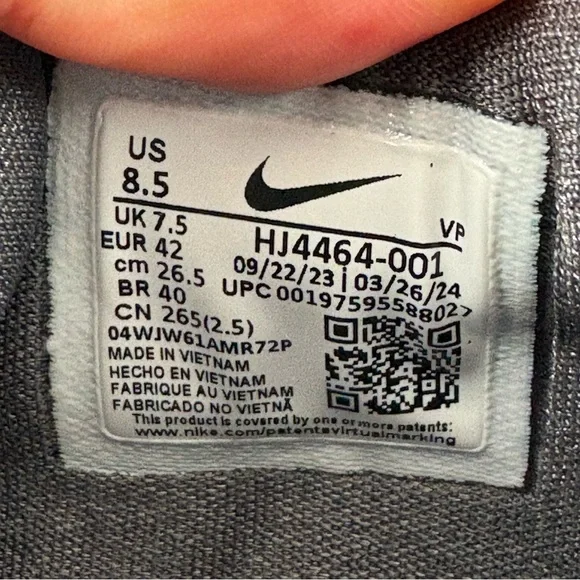 US
8.5
VP
UK 7.5
EUR 42
cm 26.5
BR 40
CN 265(2.5)
HJ4464-001
09/22/23 | 03/26/24
UPC 00197595588027
04WJW61AMR72P
MADE IN VIETNAM
HECHO EN VIETNAM
FABRIQUE AU VIETNAM
FABRICADO NO VIETNÃ
This product is covered by one or more patents:
www.nike.com/patentsvirtualmarking